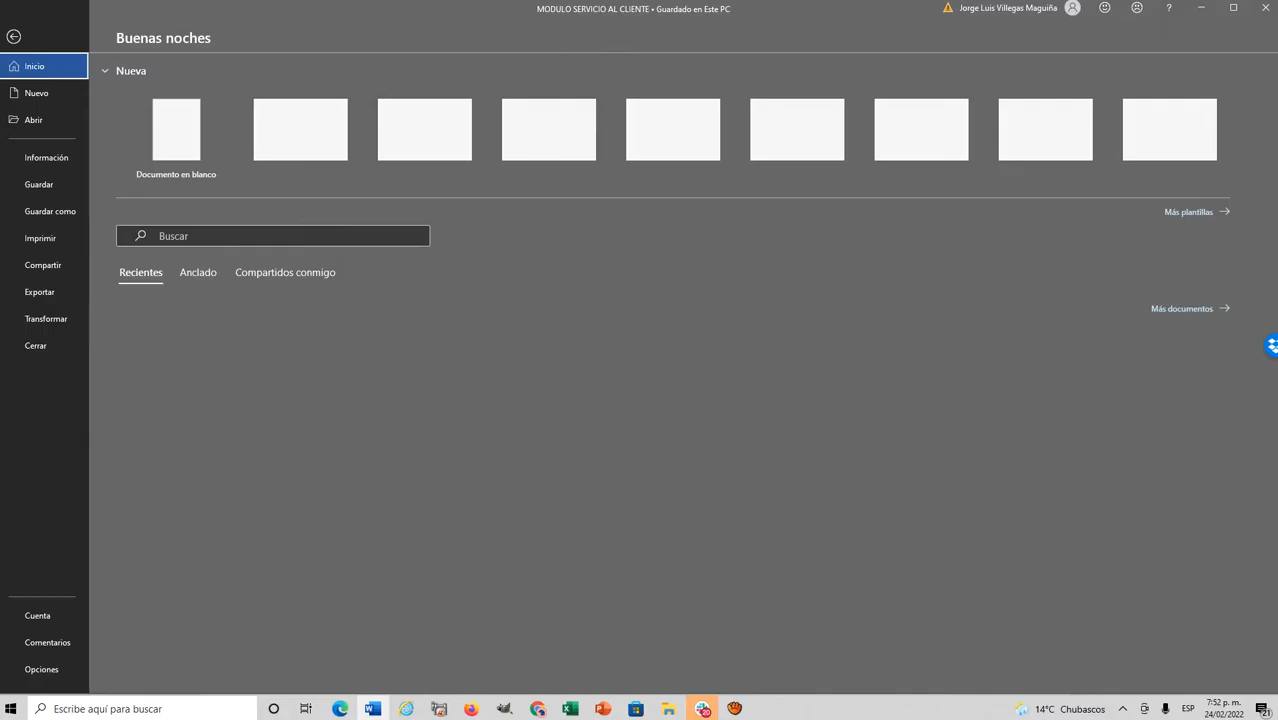 MODULO SERVICIO AL CLIENTE • Guardado en Este PC
Jorge Luis Villegas Maguiña
?
Buenas noches
Inicio
Nuevo
Abrir
Información
Guardar
Guardar como
Imprimir
Compartir
Exportar
Transformar
Cerrar
Cuenta
Comentarios
Opciones
Nueva
Documento en blanco
Más plantillas
Buscar
Recientes Anclado Compartidos conmigo
Más documentos
Escribe aquí para buscar
20
14°C Chubascos
ESP
7:52 p. m.
24/02/2022